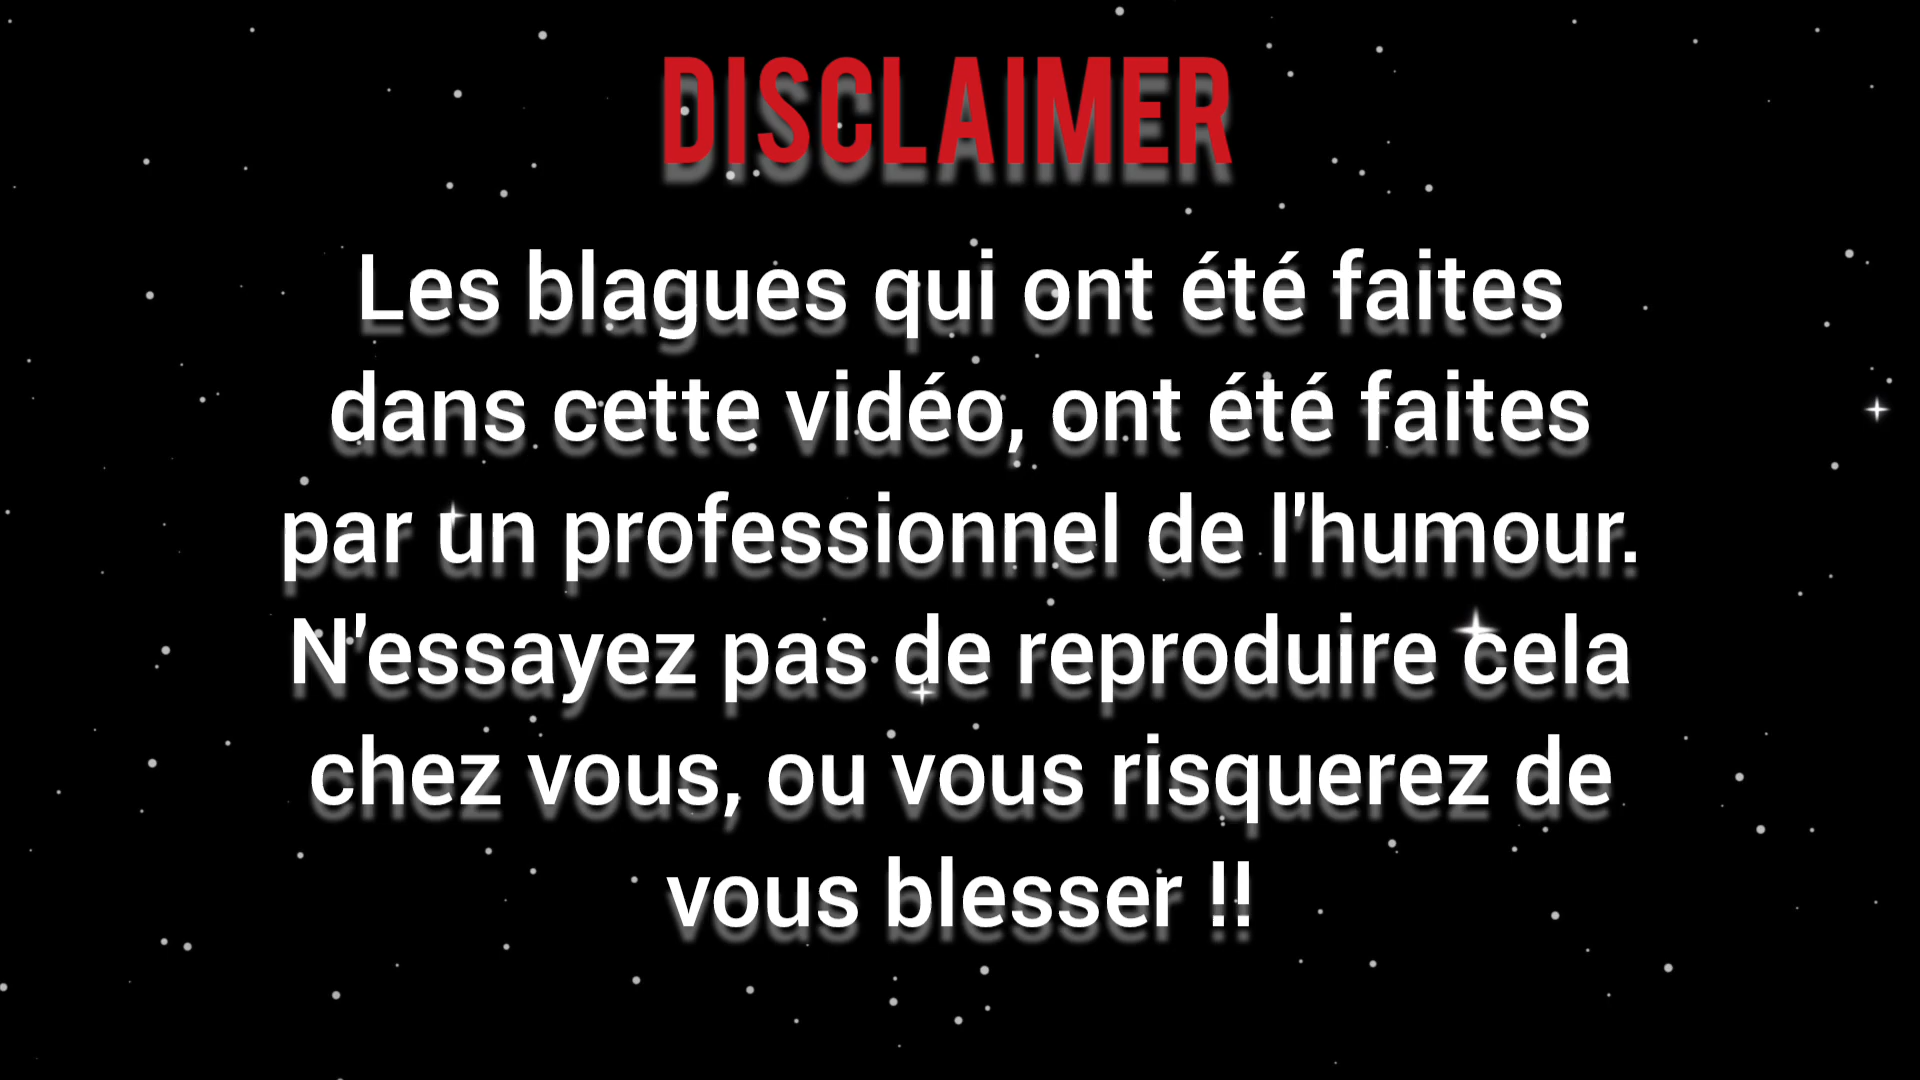 DISCLAIMER
Les blagues qui ont été faites
dans cette vidéo, ont été faites
par un professionnel de l'humour.
N'essayez pas de reproduire cela
chez vous, ou vous risquerez de
vous blesser !!